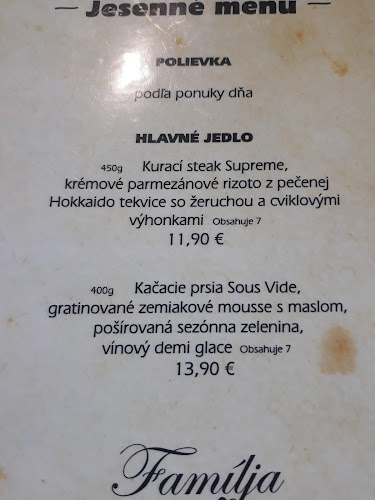 — Jesenné menu —
POLIEVKA
podľa ponuky dňa
HLAVNÉ JEDLO
450g Kurací steak Supreme,
krémové parmezánové rizoto z pečenej
Hokkaido tekvice so žeruchou a cviklovými
výhonkami Obsahuje 7
11,90 €
400g Kačacie prsia Sous Vide,
gratinované zemiakové mousse s maslom,
pošírovaná sezónna zelenina,
vínový demi glace Obsahuje 7
13,90 €
Família